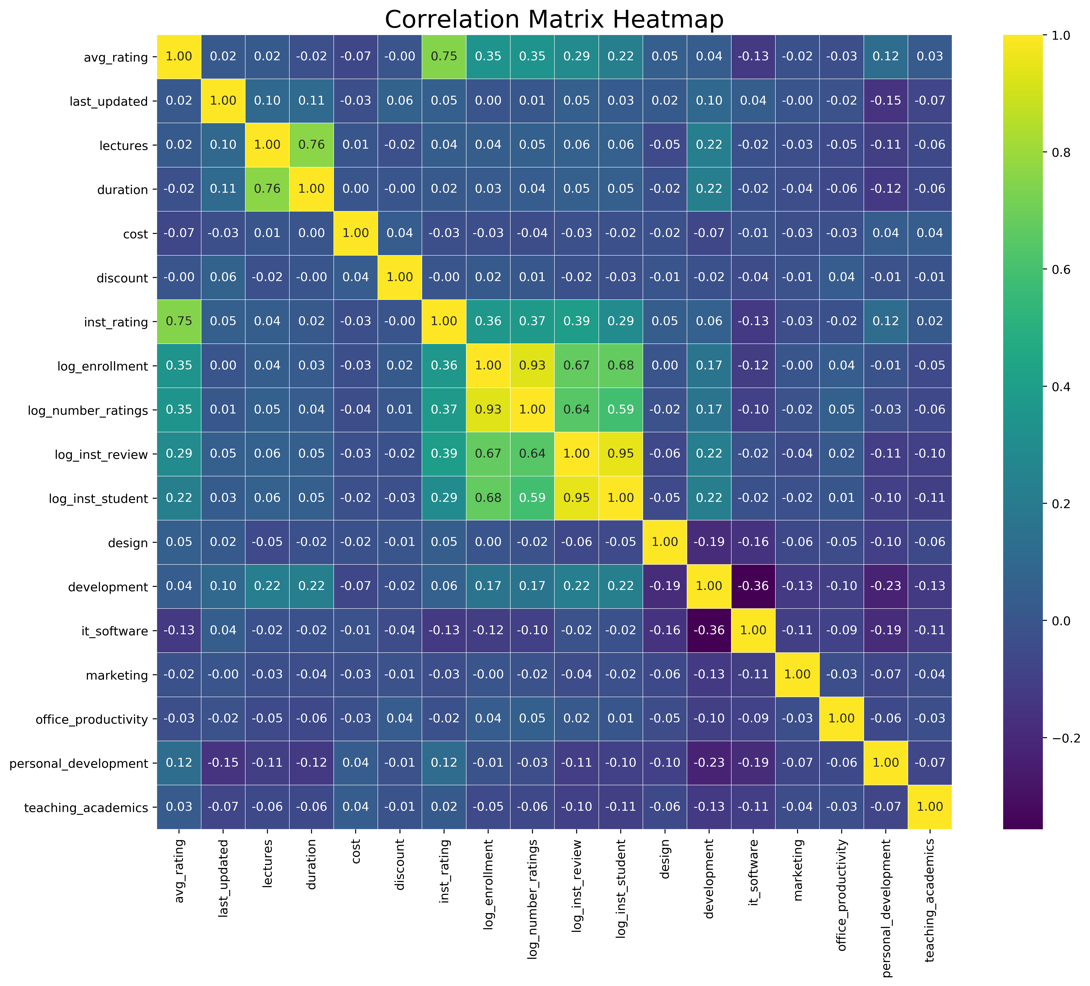 Correlation Matrix Heatmap
avg_rating 1.00 0.02 0.02 -0.02 -0.07 -0.00 0.75 0.35 0.35 0.29 0.22 0.05 0.04 -0.13 -0.02 -0.03 0.12 0.03
last_updated 0.02 1.00 0.10 0.11 -0.03 0.06 0.05 0.00 0.01 0.05 0.03 0.02 0.10 0.04 -0.00 -0.02 -0.15 -0.07
lectures 0.02 0.10 1.00 0.76 0.01 -0.02 0.04 0.04 0.05 0.06 0.06 -0.05 0.22 -0.02 -0.03 -0.05 -0.11 -0.06
duration -0.02 0.11 0.76 1.00 0.00 -0.00 0.02 0.03 0.04 0.05 0.05 -0.02 0.22 -0.02 -0.04 -0.06 -0.12 -0.06
cost -0.07 -0.03 0.01 0.00 1.00 0.04 -0.03 -0.03 -0.04 -0.03 -0.02 -0.02 -0.07 -0.01 -0.03 -0.03 0.04 0.04
discount -0.00 0.06 -0.02 -0.00 0.04 1.00 -0.00 0.02 0.01 -0.02 -0.03 -0.01 -0.02 -0.04 -0.01 0.04 -0.01 -0.01
inst_rating 0.75 0.05 0.04 0.02 -0.03 -0.00 1.00 0.36 0.37 0.39 0.29 0.05 0.06 -0.13 -0.03 -0.02 0.12 0.02
log_enrollment 0.35 0.00 0.04 0.03 -0.03 0.02 0.36 1.00 0.93 0.67 0.68 0.00 0.17 -0.12 -0.00 0.04 -0.01 -0.05
log_number_ratings 0.35 0.01 0.05 0.04 -0.04 0.01 0.37 0.93 1.00 0.64 0.59 -0.02 0.17 -0.10 -0.02 0.05 -0.03 -0.06
log_inst_review 0.29 0.05 0.06 0.05 -0.03 -0.02 0.39 0.67 0.64 1.00 0.95 -0.06 0.22 -0.02 -0.04 0.02 -0.11 -0.10
log_inst_student 0.22 0.03 0.06 0.05 -0.02 -0.03 0.29 0.68 0.59 0.95 1.00 -0.05 0.22 -0.02 -0.02 0.01 -0.10 -0.11
design 0.05 0.02 -0.05 -0.02 -0.02 -0.01 0.05 0.00 -0.02 -0.06 -0.05 1.00 -0.19 -0.16 -0.06 -0.05 -0.10 -0.06
development 0.04 0.10 0.22 0.22 -0.07 -0.02 0.06 0.17 0.17 0.22 0.22 -0.19 1.00 -0.36 -0.13 -0.10 -0.23 -0.13
it_software -0.13 0.04 -0.02 -0.02 -0.01 -0.04 -0.13 -0.12 -0.10 -0.02 -0.02 -0.16 -0.36 1.00 -0.11 -0.09 -0.19 -0.11
marketing -0.02 -0.00 -0.03 -0.04 -0.03 -0.01 -0.03 -0.00 -0.02 -0.04 -0.02 -0.06 -0.13 -0.11 1.00 -0.03 -0.07 -0.04
office_productivity -0.03 -0.02 -0.05 -0.06 -0.03 0.04 -0.02 0.04 0.05 0.02 0.01 -0.05 -0.10 -0.09 -0.03 1.00 -0.06 -0.03
personal_development 0.12 -0.15 -0.11 -0.12 0.04 -0.01 0.12 -0.01 -0.03 -0.11 -0.10 -0.10 -0.23 -0.19 -0.07 -0.06 1.00 -0.07
teaching_academics 0.03 -0.07 -0.06 -0.06 0.04 -0.01 0.02 -0.05 -0.06 -0.10 -0.11 -0.06 -0.13 -0.11 -0.04 -0.03 -0.07 1.00
avg_rating
last_updated
lectures
duration
cost
discount
inst_rating
log_enrollment
log_number_ratings
log_inst_review
log_inst_student
design
development
it_software
marketing
office_productivity
personal_development
teaching_academics
1.0
0.8
0.6
0.4
0.2
0.0
−0.2